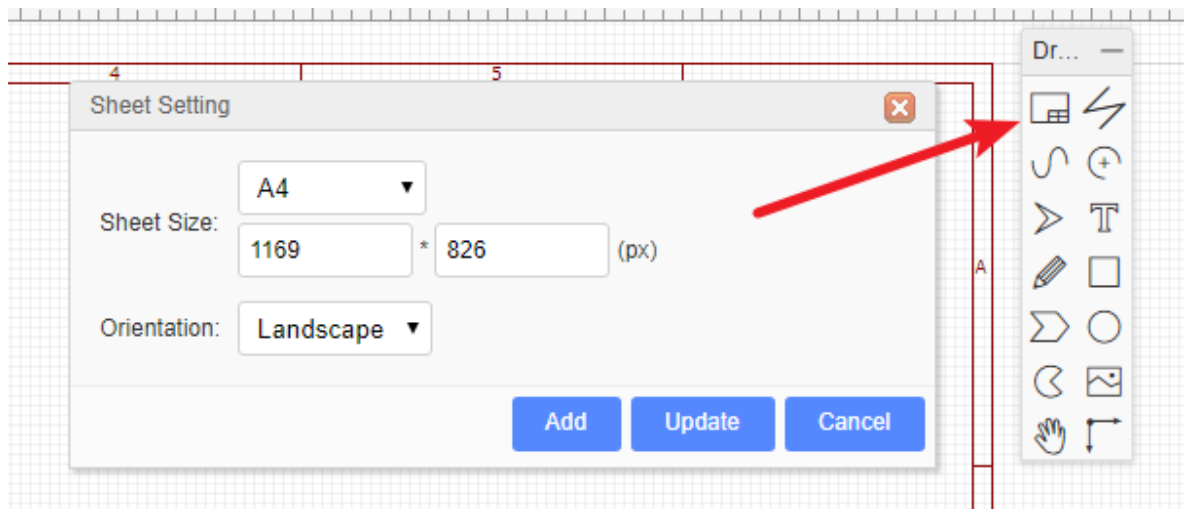 Dr...
4 5
Sheet Setting
A4
Sheet Size:
1169 * 826 (px)
A
Orientation: Landscape
Add Update Cancel
T